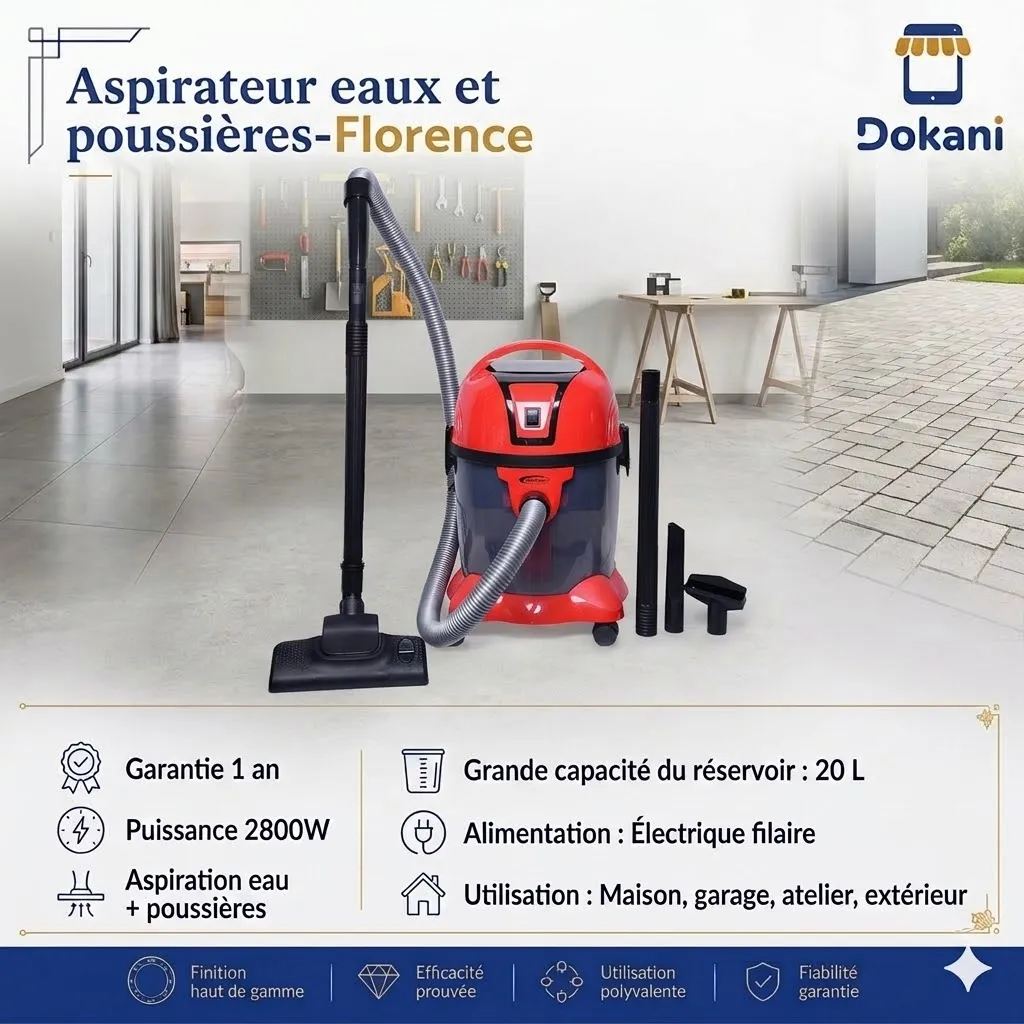 Aspirateur eaux et
poussières-Florence
Dokani
Garantie 1 an
Puissance 2800W
Aspiration eau
+ poussières
Grande capacité du réservoir : 20 L
Alimentation : Électrique filaire
Utilisation : Maison, garage, atelier, extérieur
Finition
haut de gamme
Efficacité
prouvée
Utilisation
polyvalente
Fiabilité
garantie